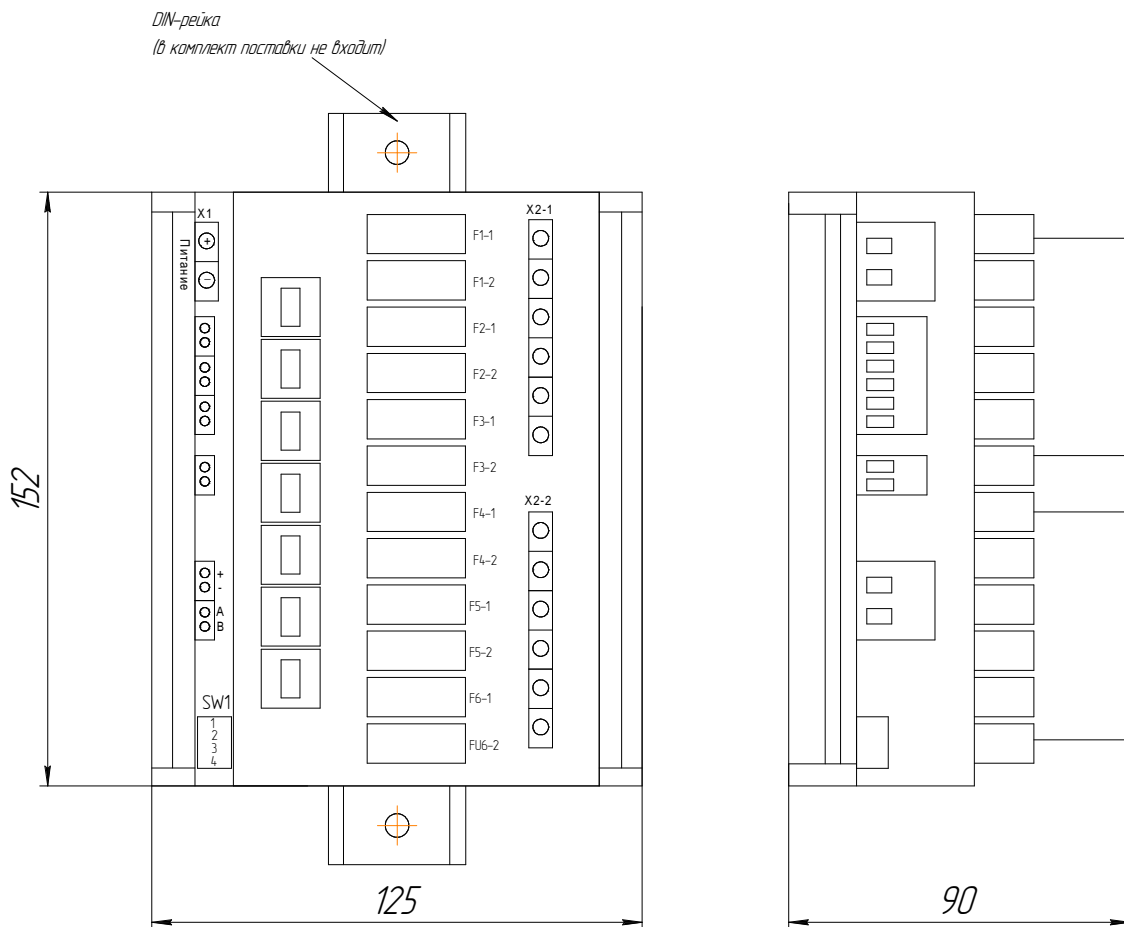 DIN-рейка
(в комплект поставки не входит)
X1
Питание
+
-
F1-1
F1-2
F2-1
F2-2
F3-1
F3-2
F4-1
F4-2
F5-1
F5-2
F6-1
FU6-2
X2-1
X2-2
+
-
A
B
SW1
1
2
3
4
152
125
90